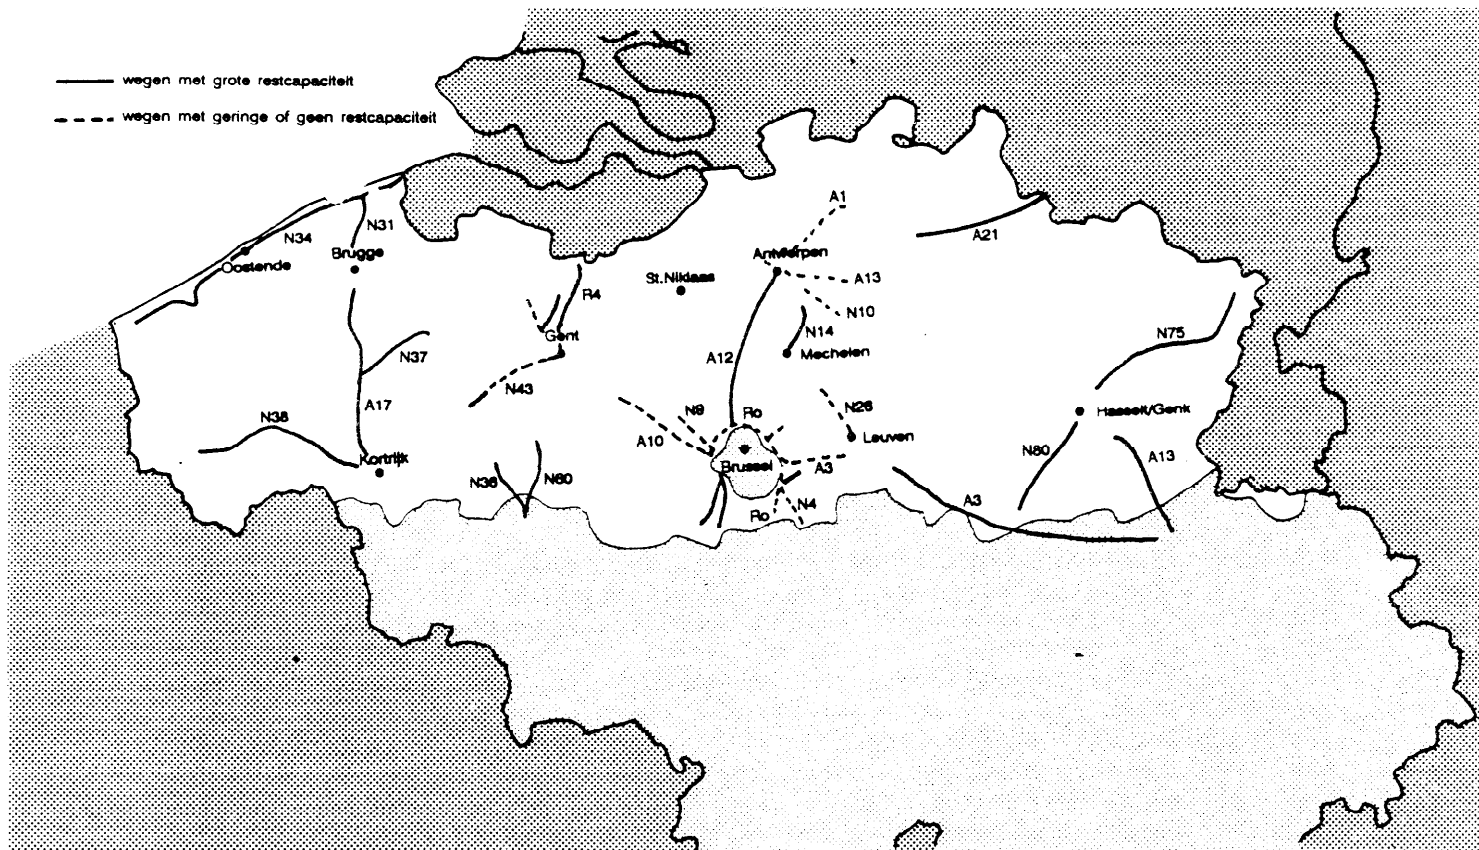 wegen met grote restcapaciteit
wegen met geringe of geen restcapaciteit
A1
N31
N34
A21
Brugge
Antwerpen
Oostende
St.Niklaas
A13
R4
N10
Gent
N14
N75
N37
A12
Mechelen
N43
A17
N26
Hasselt/Genk
N9
Ro
N38
A10
Leuven
N80
A13
Kortrijk
Brussel
A3
N36
N60
A3
N4
Ro